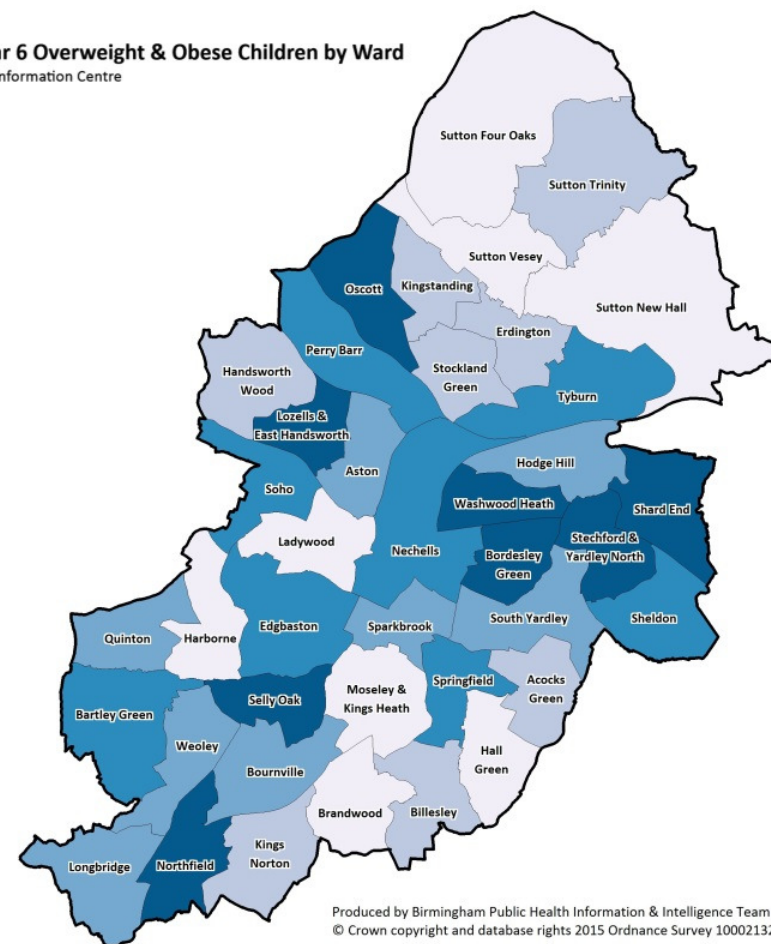 r 6 Overweight & Obese Children by Ward
nformation Centre
Sutton Four Oaks
Sutton Trinity
Sutton Vesey
Oscott
Kingstanding
Sutton New Hall
Erdington
Perry Barr
Handsworth
Wood
Stockland
Green
Tyburn
Lozells &
East Handsworth
Aston
Hodge Hill
Soho
Washwood Heath
Shard End
Ladywood
Nechells
Bordesley
Green
Stechford &
Yardley North
Quinton
Harborne
Edgbaston
Sparkbrook
South Yardley
Sheldon
Bartley Green
Selly Oak
Moseley &
Kings Heath
Springfield
Acocks
Green
Weoley
Bournville
Hall
Green
Brandwood
Billesley
Longbridge
Northfield
Kings
Norton
Produced by Birmingham Public Health Information & Intelligence Team
© Crown copyright and database rights 2015 Ordnance Survey 10002132